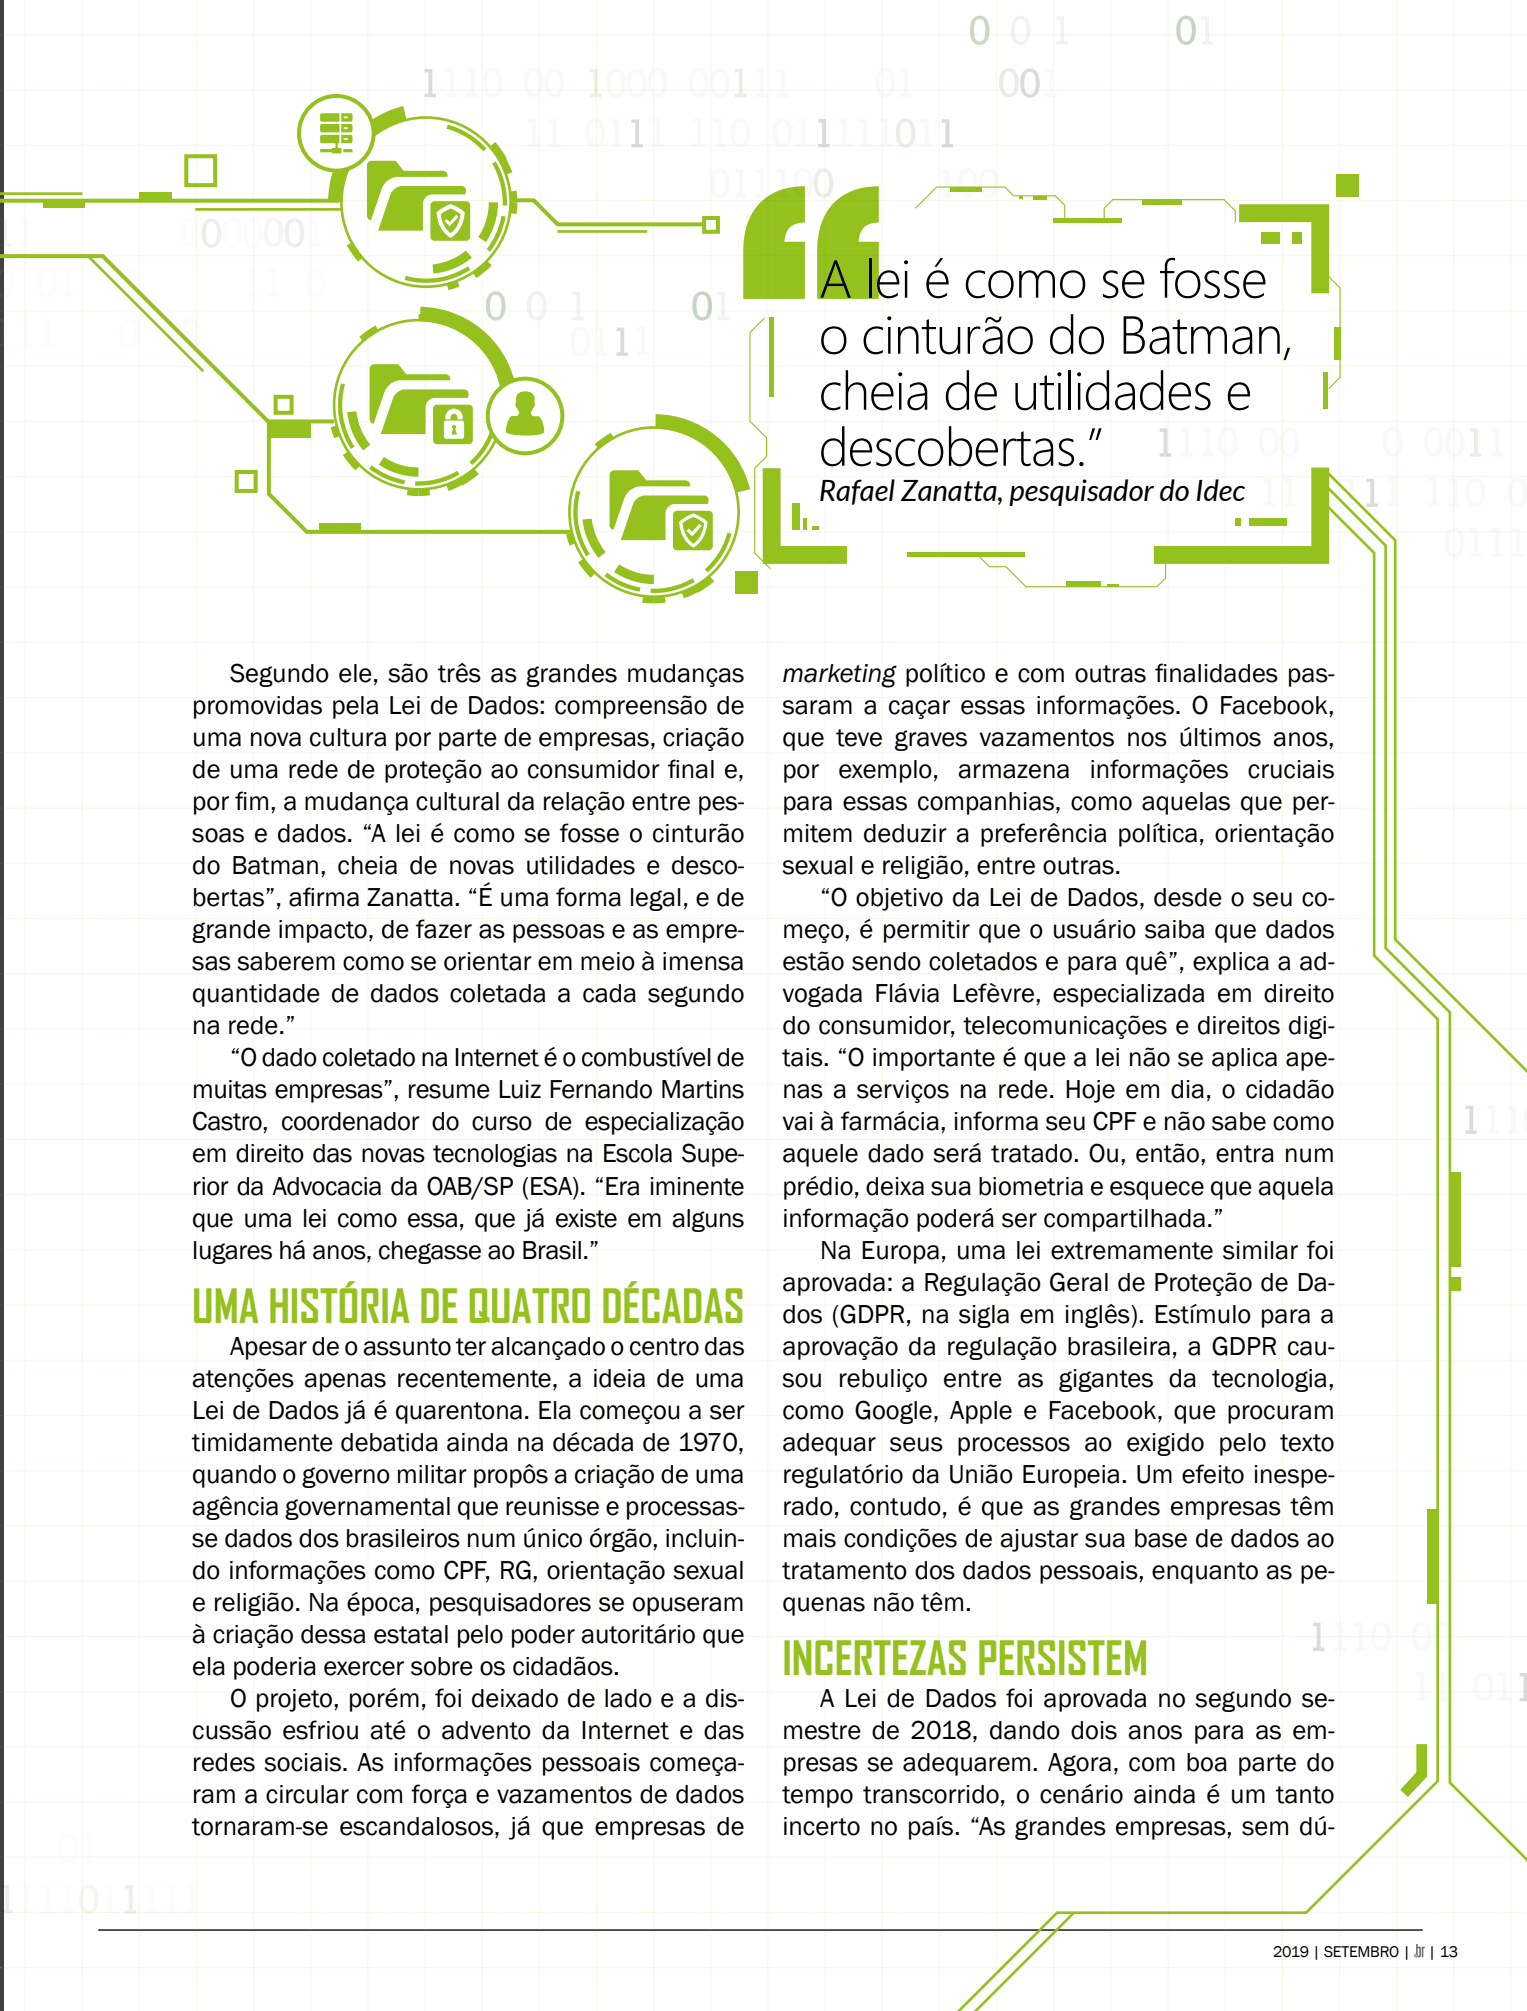 A lei é como se fosse
o cinturão do Batman,
cheia de utilidades e
descobertas.”
Rafael Zanatta, pesquisador do Idec
Segundo ele, são três as grandes mudanças
promovidas pela Lei de Dados: compreensão de
uma nova cultura por parte de empresas, criação
de uma rede de proteção ao consumidor final e,
por fim, a mudança cultural da relação entre pes-
soas e dados. “A lei é como se fosse o cinturão
do Batman, cheia de novas utilidades e desco-
bertas”, afirma Zanatta. “É uma forma legal, e de
grande impacto, de fazer as pessoas e as empre-
sas saberem como se orientar em meio à imensa
quantidade de dados coletada a cada segundo
na rede.”
“O dado coletado na Internet é o combustível de
muitas empresas”, resume Luiz Fernando Martins
Castro, coordenador do curso de especialização
em direito das novas tecnologias na Escola Supe-
rior da Advocacia da OAB/SP (ESA). “Era iminente
que uma lei como essa, que já existe em alguns
lugares há anos, chegasse ao Brasil.”
UMA HISTÓRIA DE QUATRO DÉCADAS
Apesar de o assunto ter alcançado o centro das
atenções apenas recentemente, a ideia de uma
Lei de Dados já é quarentona. Ela começou a ser
timidamente debatida ainda na década de 1970,
quando o governo militar propôs a criação de uma
agência governamental que reunisse e processas-
se dados dos brasileiros num único órgão, incluin-
do informações como CPF, RG, orientação sexual
e religião. Na época, pesquisadores se opuseram
à criação dessa estatal pelo poder autoritário que
ela poderia exercer sobre os cidadãos.
O projeto, porém, foi deixado de lado e a dis-
cussão esfriou até o advento da Internet e das
redes sociais. As informações pessoais começa-
ram a circular com força e vazamentos de dados
tornaram-se escandalosos, já que empresas de
marketing político e com outras finalidades pas-
saram a caçar essas informações. O Facebook,
que teve graves vazamentos nos últimos anos,
por exemplo, armazena informações cruciais
para essas companhias, como aquelas que per-
mitem deduzir a preferência política, orientação
sexual e religião, entre outras.
“O objetivo da Lei de Dados, desde o seu co-
meço, é permitir que o usuário saiba que dados
estão sendo coletados e para quê”, explica a ad-
vogada Flávia Lefèvre, especializada em direito
do consumidor, telecomunicações e direitos digi-
tais. “O importante é que a lei não se aplica ape-
nas a serviços na rede. Hoje em dia, o cidadão
vai à farmácia, informa seu CPF e não sabe como
aquele dado será tratado. Ou, então, entra num
prédio, deixa sua biometria e esquece que aquela
informação poderá ser compartilhada.”
Na Europa, uma lei extremamente similar foi
aprovada: a Regulação Geral de Proteção de Da-
dos (GDPR, na sigla em inglês). Estímulo para a
aprovação da regulação brasileira, a GDPR cau-
sou rebuliço entre as gigantes da tecnologia,
como Google, Apple e Facebook, que procuram
adequar seus processos ao exigido pelo texto
regulatório da União Europeia. Um efeito inespe-
rado, contudo, é que as grandes empresas têm
mais condições de ajustar sua base de dados ao
tratamento dos dados pessoais, enquanto as pe-
quenas não têm.
INCERTEZAS PERSISTEM
A Lei de Dados foi aprovada no segundo se-
mestre de 2018, dando dois anos para as em-
presas se adequarem. Agora, com boa parte do
tempo transcorrido, o cenário ainda é um tanto
incerto no país. “As grandes empresas, sem dú-
2019 | SETEMBRO | .br | 13